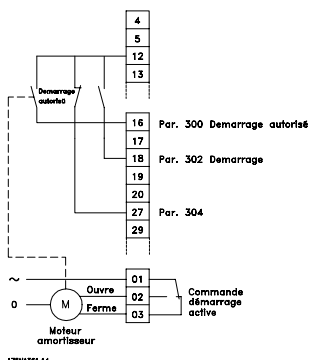 4
5
12
13
Demarrage
autorisé
16 Par. 300 Demarrage autorisé
17
18 Par. 302 Demarrage
19
20
27 Par. 304
29
~ 01
Ouvre 02
0 M
Ferme 03
Commande
démarrage
active
Moteur
amortisseur